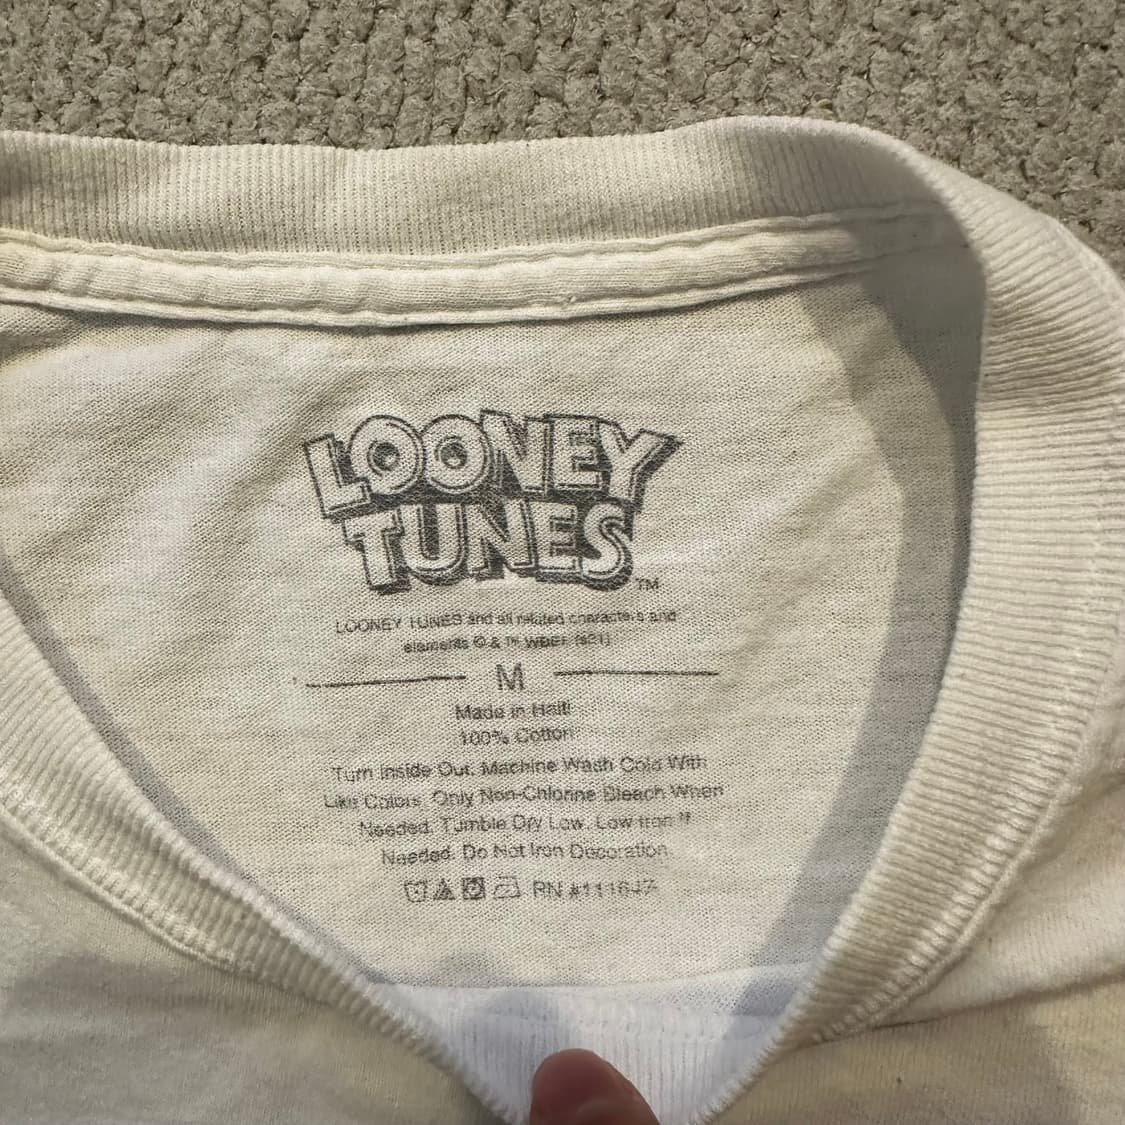 LOONEY
TUNES
TM
LOONEY TUNES and all related characters and
elements © & ™ WBEI (s21)
M
Made in Haiti
100% Cotton
Turn Inside Out. Machine Wash Cold With
Like Colors. Only Non-Chlorine Bleach When
Needed. Tumble Dry Low. Low Iron If
Needed. Do Not Iron Decoration.
RN #111647